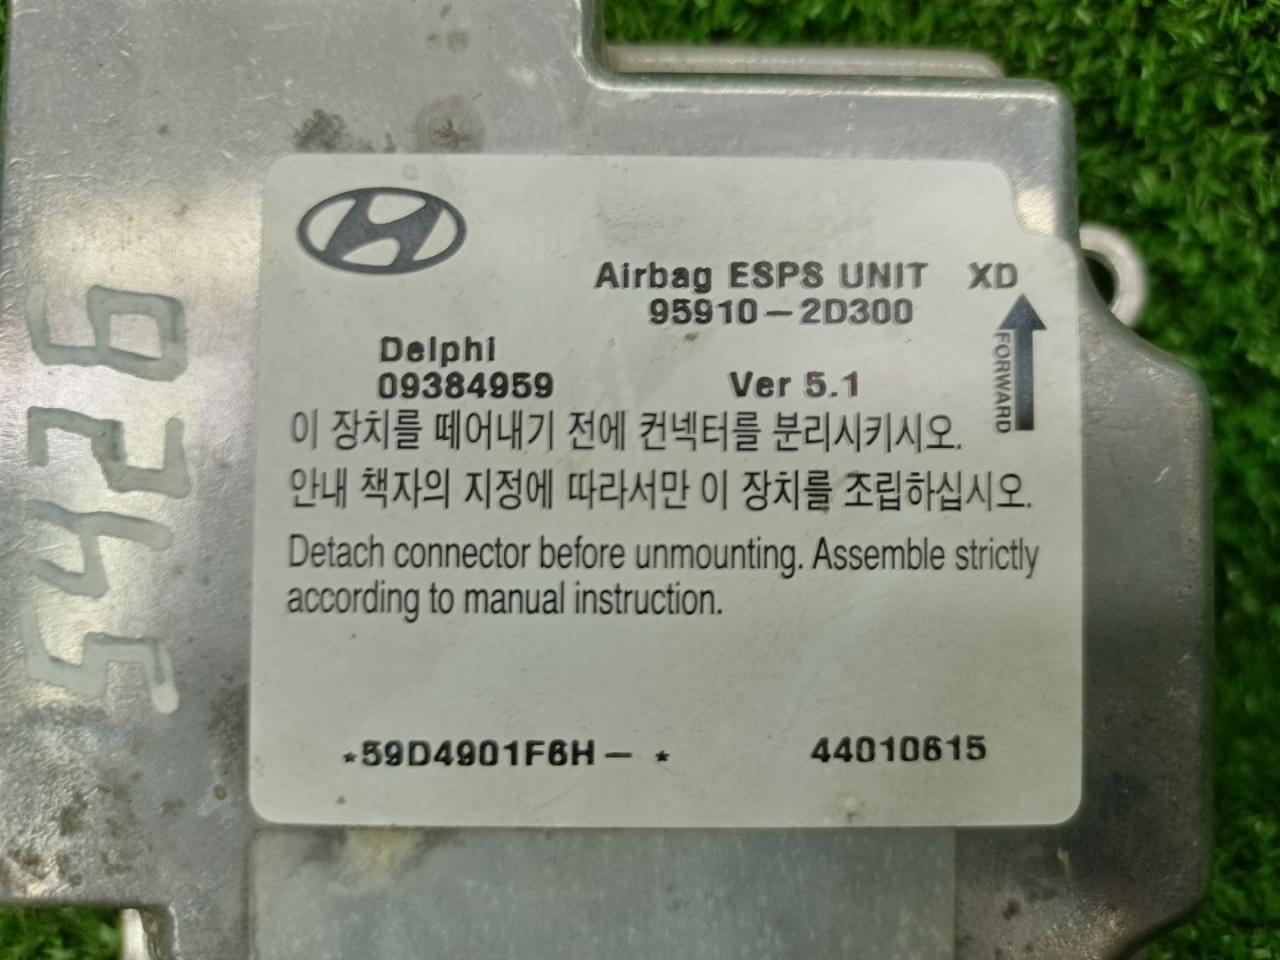 Airbag ESPS UNIT XD
95910-2D300
Delphi
09384959 Ver 5.1
FORWARD
이 장치를 떼어내기 전에 컨넥터를 분리시키시오.
안내 책자의 지정에 따라서만 이 장치를 조립하십시오.
Detach connector before unmounting. Assemble strictly
according to manual instruction.
*59D4901F6H- * 44010615